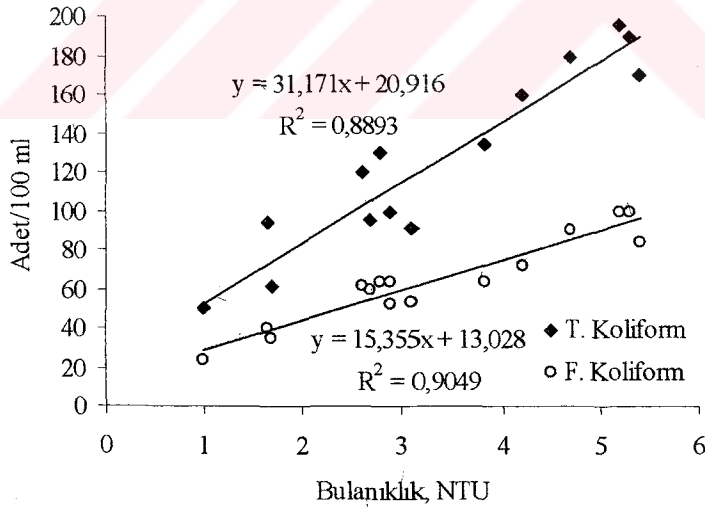 200
180
160
140
120
100
80
60
40
20
0
Adet/100 ml
y = 31,171x + 20,916
R² = 0,8893
y = 15,355x + 13,028
R² = 0,9049
◆ T. Koliform
○ F. Koliform
0 1 2 3 4 5 6
Bulanıklık, NTU